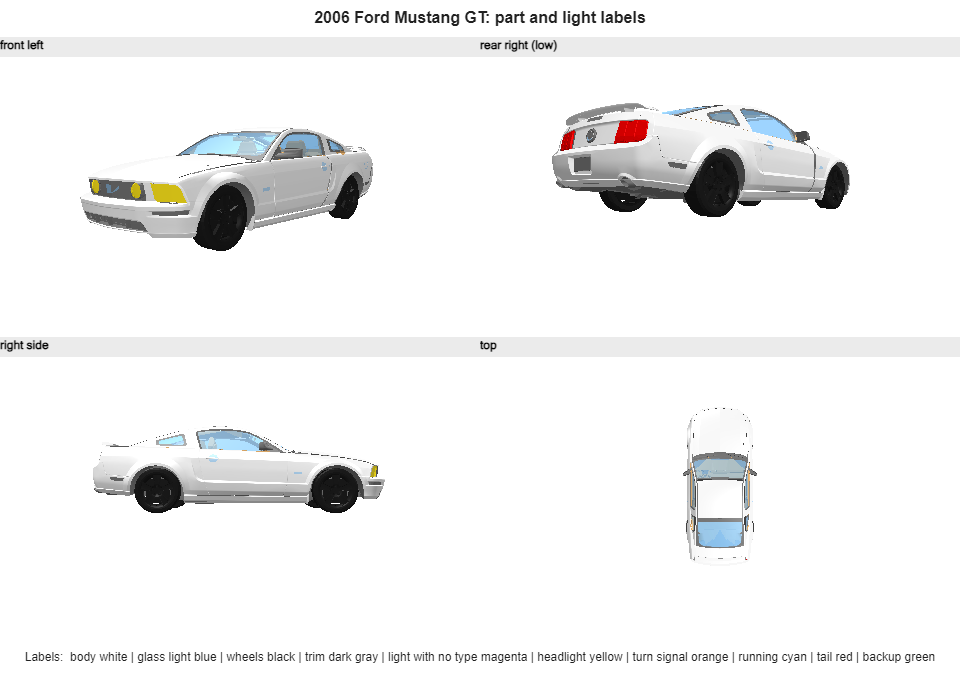 2006 Ford Mustang GT: part and light labels
front left
rear right (low)
right side
top
Labels:  body white | glass light blue | wheels black | trim dark gray | light with no type magenta | headlight yellow | turn signal orange | running cyan | tail red | backup green